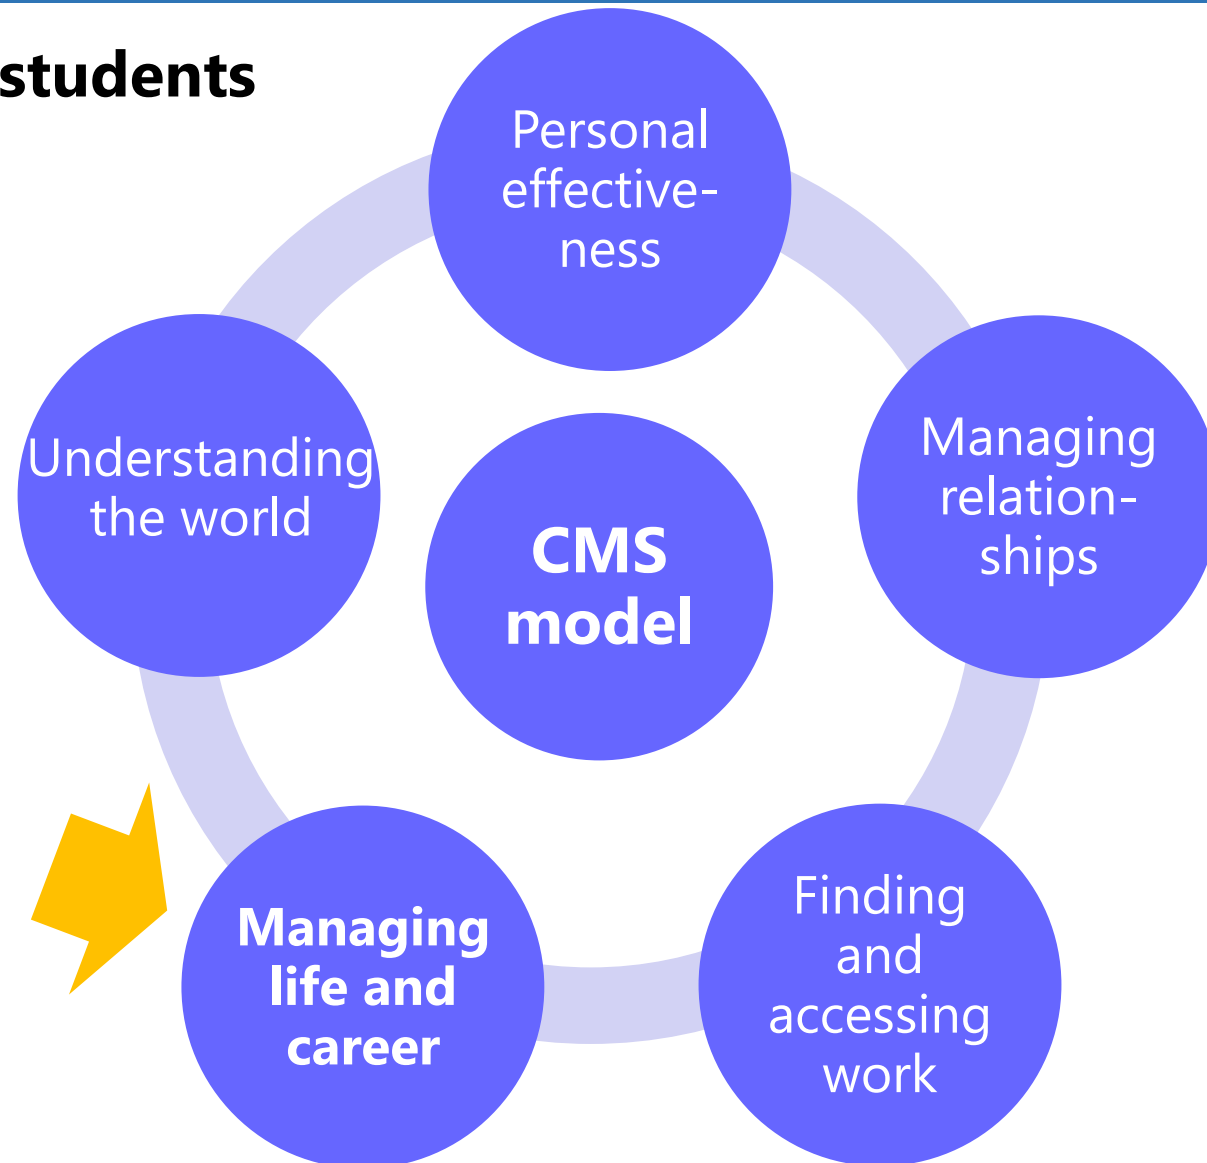 students
Personal
effective-
ness
Understanding
the world
Managing
relation-
ships
CMS
model
Managing
life and
career
Finding
and
accessing
work